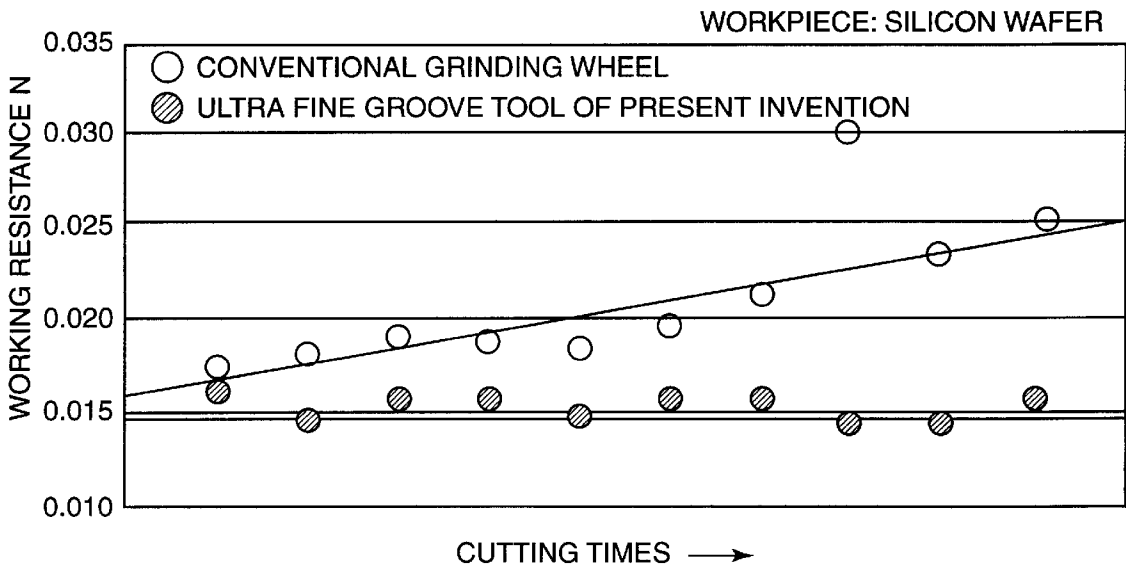 WORKPIECE: SILICON WAFER
0.035
CONVENTIONAL GRINDING WHEEL
ULTRA FINE GROOVE TOOL OF PRESENT INVENTION
0.030
0.025
0.020
0.015
0.010
WORKING RESISTANCE N
CUTTING TIMES →